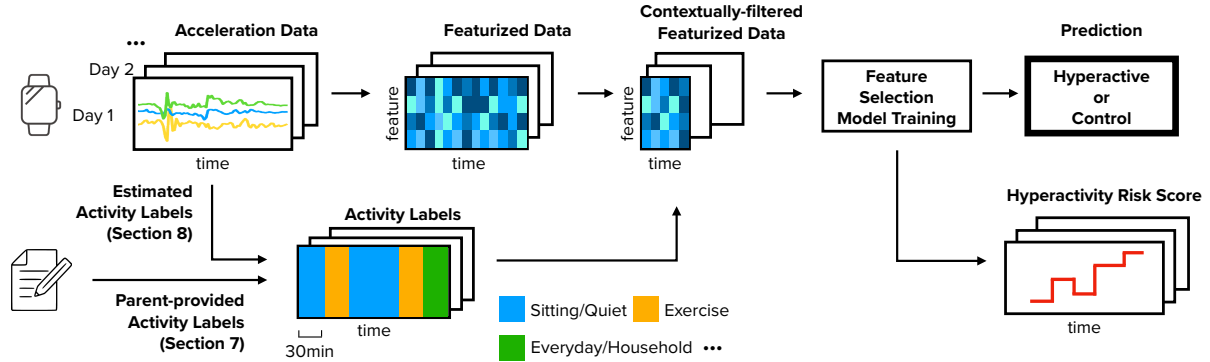 Acceleration Data
...
Day 2
Day 1
time
Featurized Data
feature
time
Contextually-filtered
Featurized Data
feature
time
Feature
Selection
Model Training
Prediction
Hyperactive
or
Control
Estimated
Activity Labels
(Section 8)
Parent-provided
Activity Labels
(Section 7)
Activity Labels
time
30min
Sitting/Quiet
Exercise
Everyday/Household
...
Hyperactivity Risk Score
time